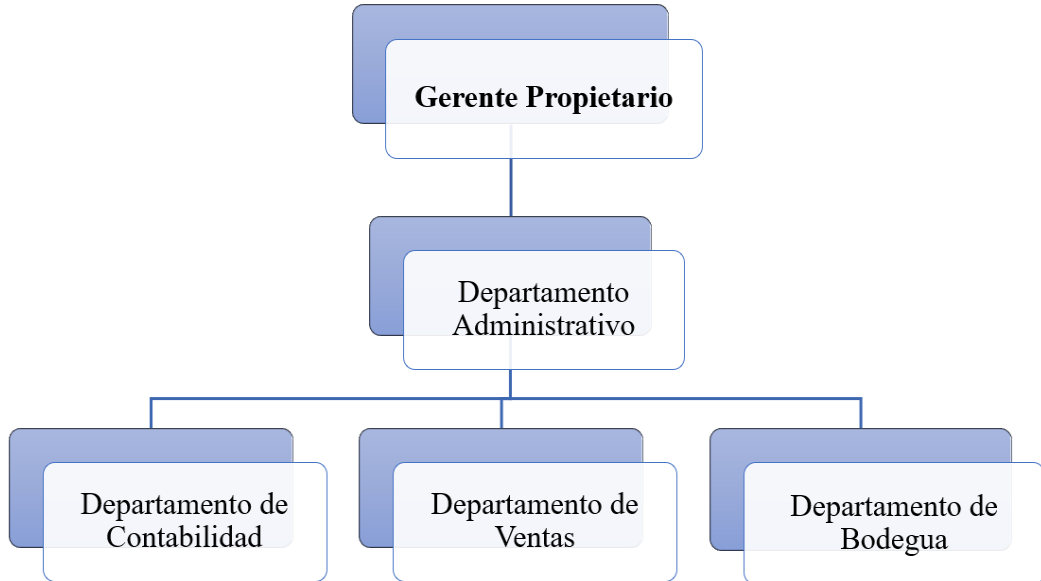 Gerente Propietario
Departamento
Administrativo
Departamento de
Contabilidad
Departamento de
Ventas
Departamento de
Bodegua